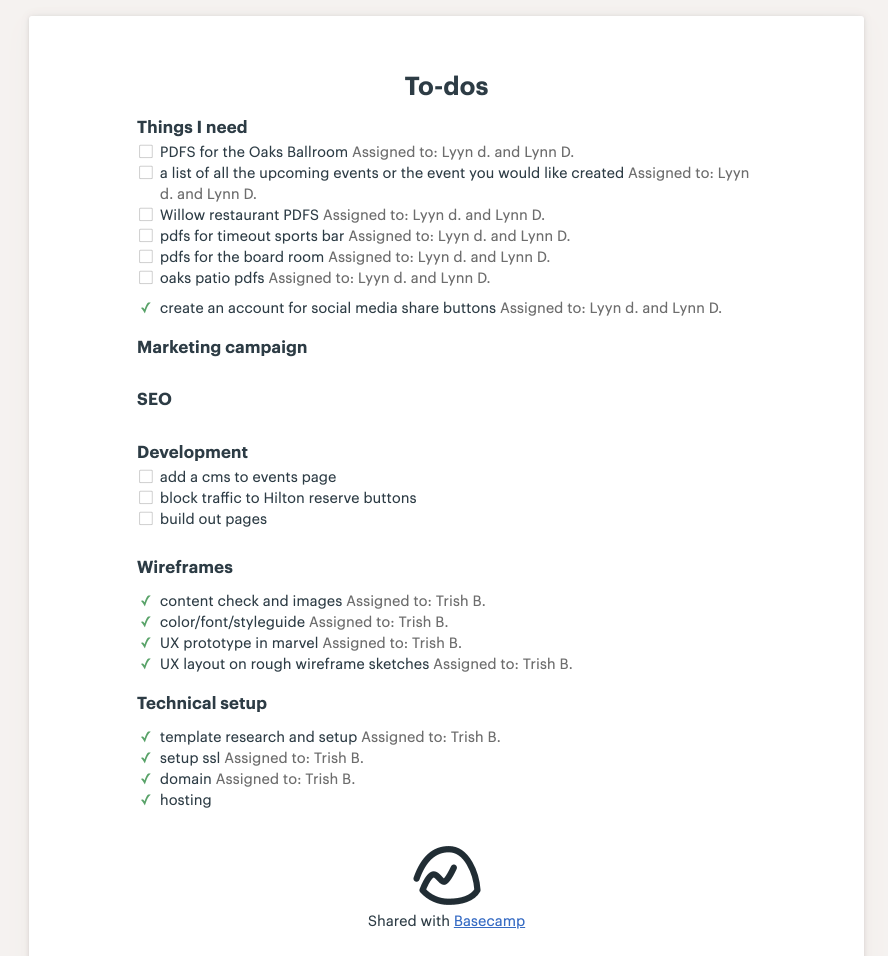 To-dos
Things I need
PDFS for the Oaks Ballroom Assigned to: Lyyn d. and Lynn D.
a list of all the upcoming events or the event you would like created Assigned to: Lyyn
d. and Lynn D.
Willow restaurant PDFS Assigned to: Lyyn d. and Lynn D.
pdfs for timeout sports bar Assigned to: Lyyn d. and Lynn D.
pdfs for the board room Assigned to: Lyyn d. and Lynn D.
oaks patio pdfs Assigned to: Lyyn d. and Lynn D.
create an account for social media share buttons Assigned to: Lyyn d. and Lynn D.
Marketing campaign
SEO
Development
add a cms to events page
block traffic to Hilton reserve buttons
build out pages
Wireframes
content check and images Assigned to: Trish B.
color/font/styleguide Assigned to: Trish B.
UX prototype in marvel Assigned to: Trish B.
UX layout on rough wireframe sketches Assigned to: Trish B.
Technical setup
template research and setup Assigned to: Trish B.
setup ssl Assigned to: Trish B.
domain Assigned to: Trish B.
hosting
Shared with Basecamp